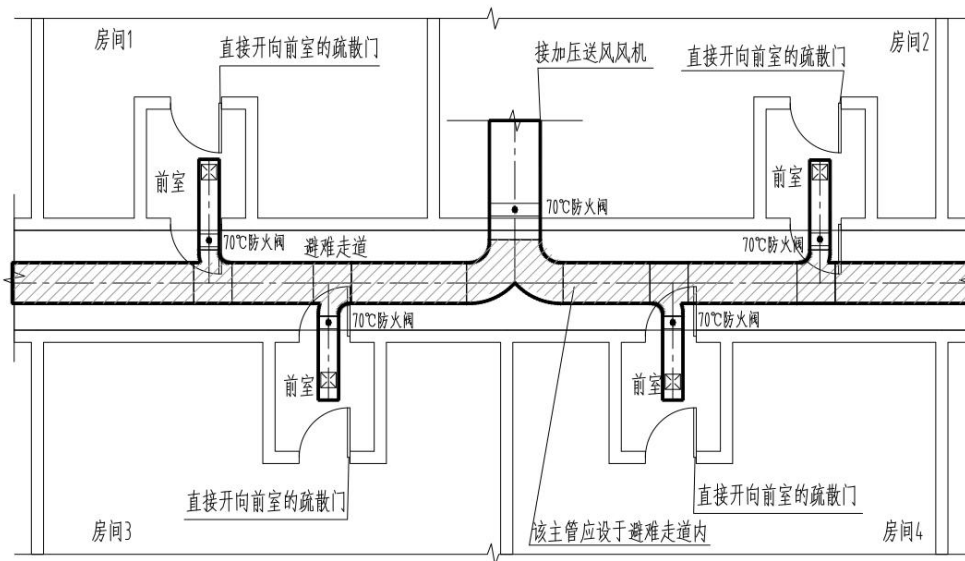 房间1
直接开向前室的疏散门
接加压送风风机
直接开向前室的疏散门
房间2
前室
前室
70℃防火阀
70℃防火阀
避难走道
70℃防火阀
70℃防火阀
70℃防火阀
前室
前室
直接开向前室的疏散门
直接开向前室的疏散门
房间3
该主管应设于避难走道内
房间4